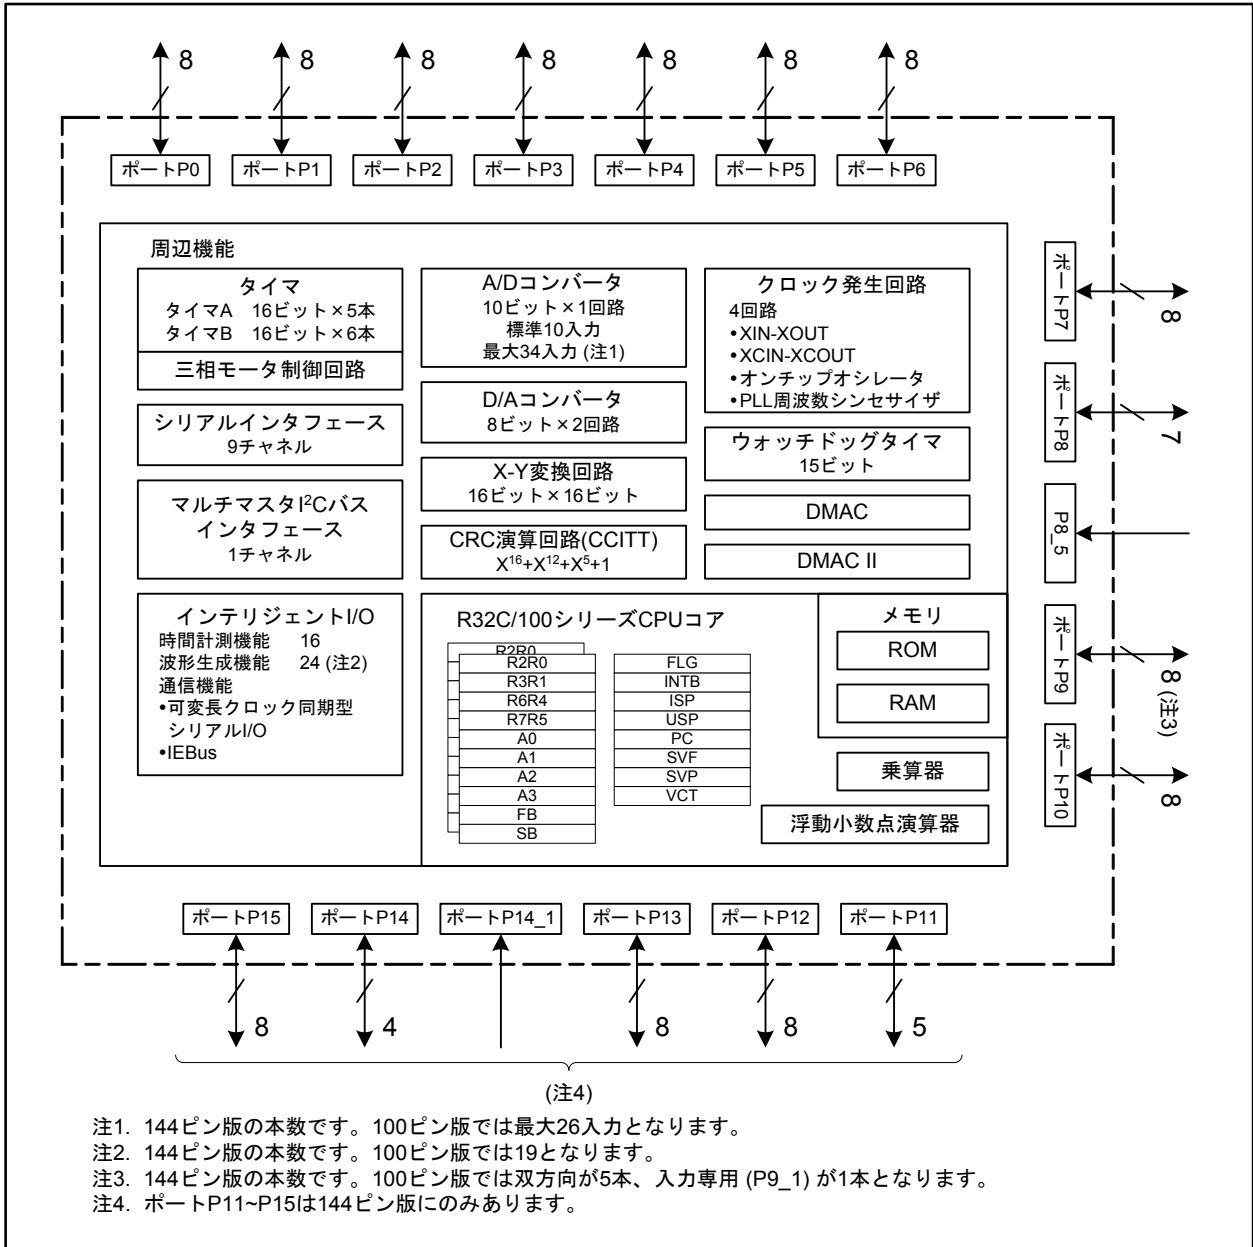 8 8 8 8 8 8 8
ポートP0 ポートP1 ポートP2 ポートP3 ポートP4 ポートP5 ポートP6
周辺機能
タイマ
タイマA 16ビット×5本
タイマB 16ビット×6本
三相モータ制御回路
シリアルインタフェース
9チャネル
マルチマスタI²Cバス
インタフェース
1チャネル
インテリジェントI/O
時間計測機能 16
波形生成機能 24 (注2)
通信機能
•可変長クロック同期型
シリアルI/O
•IEBus
A/Dコンバータ
10ビット×1回路
標準10入力
最大34入力 (注1)
D/Aコンバータ
8ビット×2回路
X-Y変換回路
16ビット×16ビット
CRC演算回路(CCITT)
X¹⁶+X¹²+X⁵+1
クロック発生回路
4回路
•XIN-XOUT
•XCIN-XCOUT
•オンチップオシレータ
•PLL周波数シンセサイザ
ウォッチドッグタイマ
15ビット
DMAC
DMAC II
R32C/100シリーズCPUコア
R2R0
R2R0
R3R1
R6R4
R7R5
A0
A1
A2
A3
FB
SB
FLG
INTB
ISP
USP
PC
SVF
SVP
VCT
メモリ
ROM
RAM
乗算器
浮動小数点演算器
ポートP7
8
ポートP8
7
P8_5
ポートP9
8 (注3)
ポートP10
8
ポートP15 ポートP14 ポートP14_1 ポートP13 ポートP12 ポートP11
8 4 8 8 5
(注4)
注1. 144ピン版の本数です。100ピン版では最大26入力となります。
注2. 144ピン版の本数です。100ピン版では19となります。
注3. 144ピン版の本数です。100ピン版では双方向が5本、入力専用 (P9_1) が1本となります。
注4. ポートP11~P15は144ピン版にのみあります。